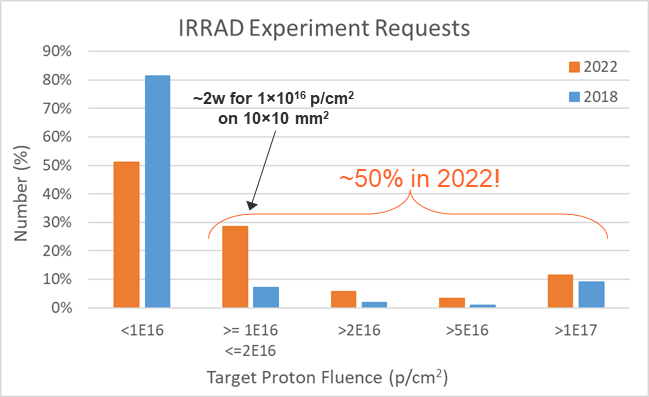 IRRAD Experiment Requests
90%
80%
70%
60%
50%
40%
30%
20%
10%
0%
Number (%)
2022
2018
~2w for 1×10¹⁶ p/cm²
on 10×10 mm²
~50% in 2022!
<1E16
>= 1E16
<=2E16
>2E16
>5E16
>1E17
Target Proton Fluence (p/cm²)